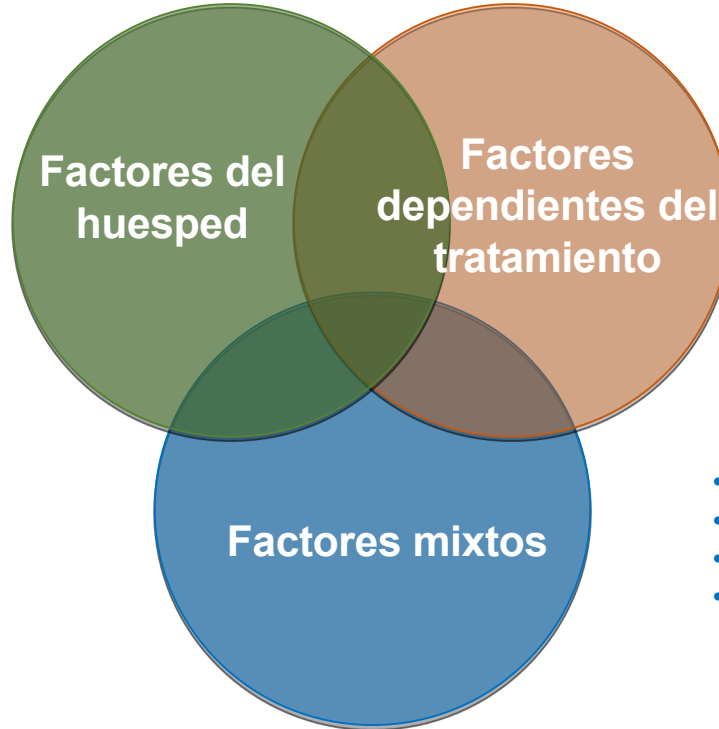 Factores del
huesped
Factores
dependientes del
tratamiento
Factores mixtos